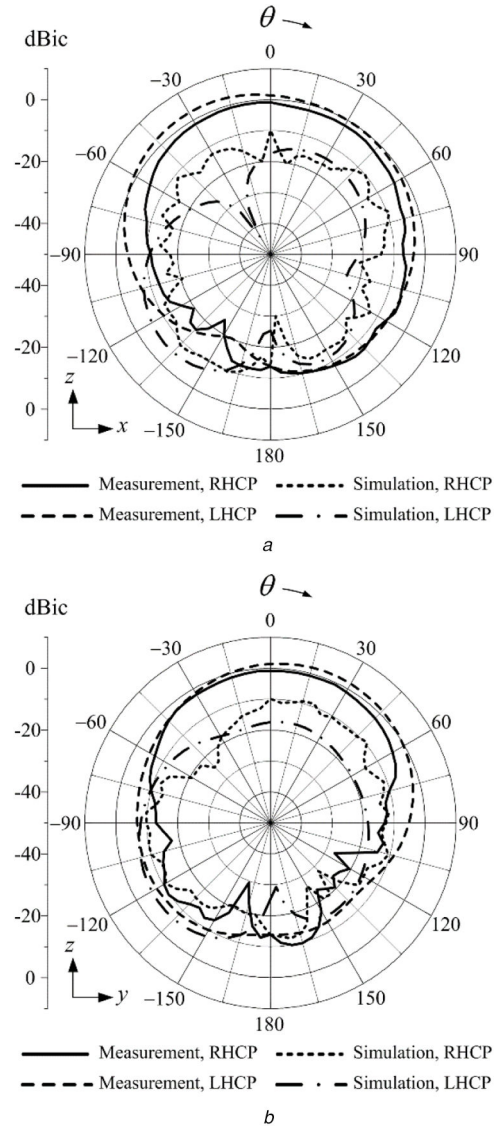 θ
dBic
0
–30
30
0
–60
60
-20
-40
–90
90
-40
-20
–120
120
0
z
x
–150
150
180
Measurement, RHCP
Simulation, RHCP
Measurement, LHCP
Simulation, LHCP
a
θ
dBic
0
–30
30
0
–60
60
-20
-40
–90
90
-40
-20
–120
120
z
0
y
–150
150
180
Measurement, RHCP
Simulation, RHCP
Measurement, LHCP
Simulation, LHCP
b